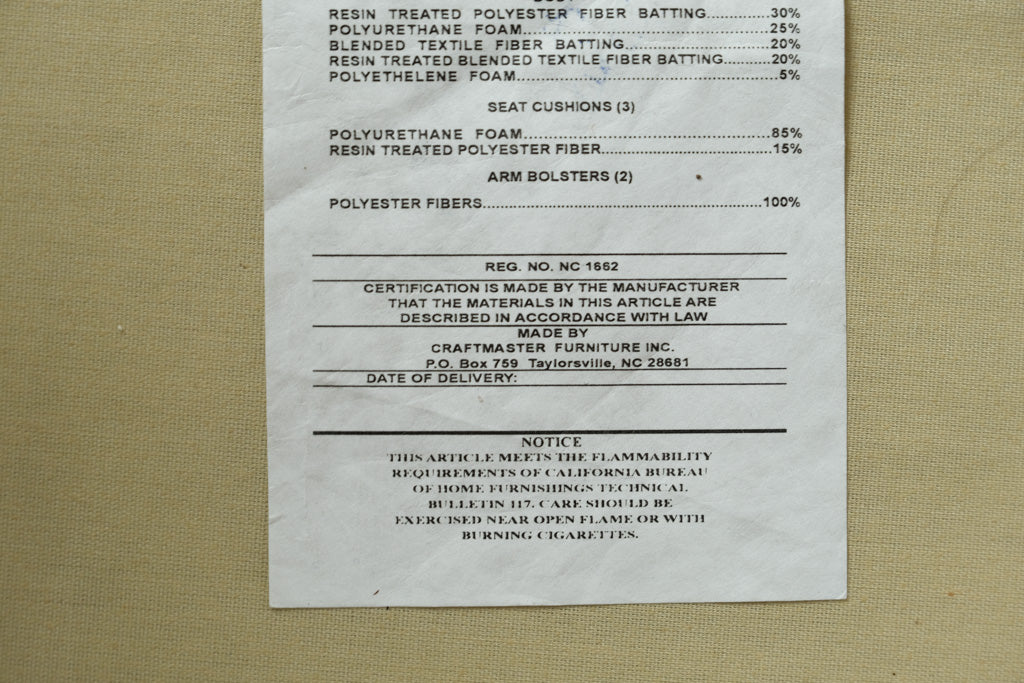 RESIN TREATED POLYESTER FIBER BATTING..............30%
POLYURETHANE FOAM.......................................25%
BLENDED TEXTILE FIBER BATTING.......................20%
RESIN TREATED BLENDED TEXTILE FIBER BATTING..........20%
POLYETHELENE FOAM..........................................5%
SEAT CUSHIONS (3)
POLYURETHANE FOAM.......................................85%
RESIN TREATED POLYESTER FIBER...........................15%
ARM BOLSTERS (2)
POLYESTER FIBERS............................................100%
REG. NO. NC 1662
CERTIFICATION IS MADE BY THE MANUFACTURER
THAT THE MATERIALS IN THIS ARTICLE ARE
DESCRIBED IN ACCORDANCE WITH LAW
MADE BY
CRAFTMASTER FURNITURE INC.
P.O. Box 759 Taylorsville, NC 28681
DATE OF DELIVERY:
NOTICE
THIS ARTICLE MEETS THE FLAMMABILITY
REQUIREMENTS OF CALIFORNIA BUREAU
OF HOME FURNISHINGS TECHNICAL
BULLETIN 117. CARE SHOULD BE
EXERCISED NEAR OPEN FLAME OR WITH
BURNING CIGARETTES.